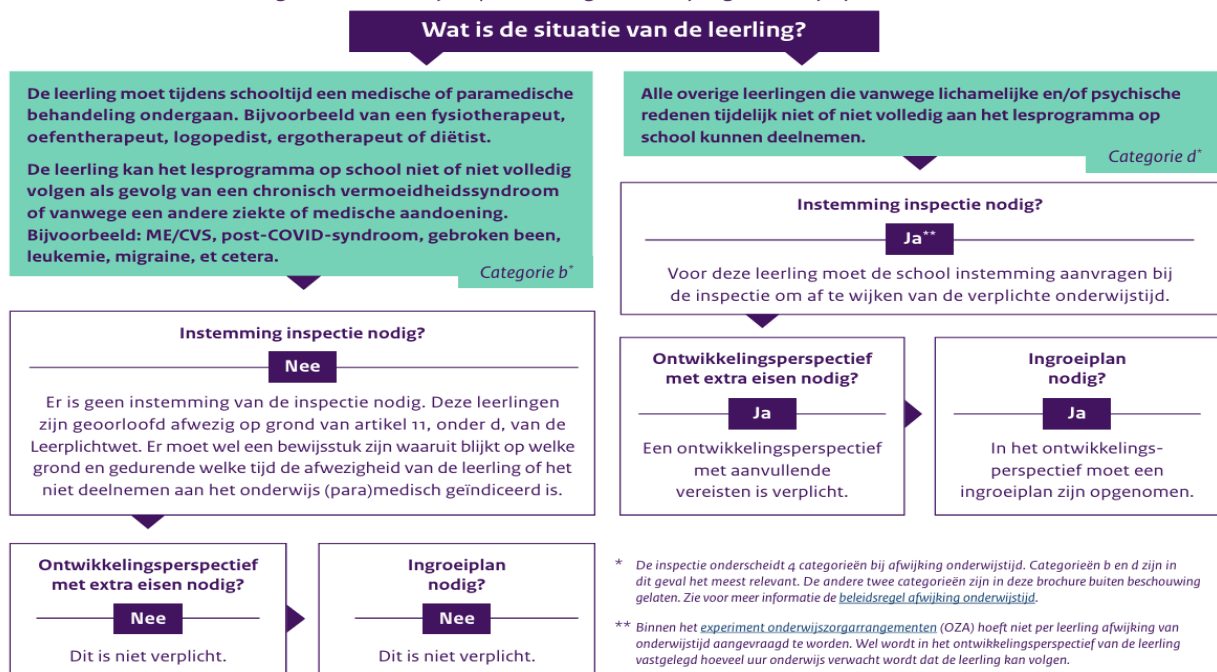 Wat is de situatie van de leerling?
De leerling moet tijdens schooltijd een medische of paramedische
behandeling ondergaan. Bijvoorbeeld van een fysiotherapeut,
oefentherapeut, logopedist, ergotherapeut of diëtist.
De leerling kan het lesprogramma op school niet of niet volledig
volgen als gevolg van een chronisch vermoeidheidssyndroom
of vanwege een andere ziekte of medische aandoening.
Bijvoorbeeld: ME/CVS, post-COVID-syndroom, gebroken been,
leukemie, migraine, et cetera.
Categorie b*
Instemming inspectie nodig?
Nee
Er is geen instemming van de inspectie nodig. Deze leerlingen
zijn geoorloofd afwezig op grond van artikel 11, onder d, van de
Leerplichtwet. Er moet wel een bewijsstuk zijn waaruit blijkt op welke
grond en gedurende welke tijd de afwezigheid van de leerling of het
niet deelnemen aan het onderwijs (para)medisch geïndiceerd is.
Ontwikkelingsperspectief
met extra eisen nodig?
Nee
Dit is niet verplicht.
Ingroeiplan
nodig?
Nee
Dit is niet verplicht.
Alle overige leerlingen die vanwege lichamelijke en/of psychische
redenen tijdelijk niet of niet volledig aan het lesprogramma op
school kunnen deelnemen.
Categorie d*
Instemming inspectie nodig?
Ja**
Voor deze leerling moet de school instemming aanvragen bij
de inspectie om af te wijken van de verplichte onderwijstijd.
Ontwikkelingsperspectief
met extra eisen nodig?
Ja
Een ontwikkelingsperspectief
met aanvullende
vereisten is verplicht.
Ingroeiplan
nodig?
Ja
In het ontwikkelings-
perspectief moet een
ingroeiplan zijn opgenomen.
* De inspectie onderscheidt 4 categorieën bij afwijking onderwijstijd. Categorieën b en d zijn in
dit geval het meest relevant. De andere twee categorieën zijn in deze brochure buiten beschouwing
gelaten. Zie voor meer informatie de beleidsregel afwijking onderwijstijd.
** Binnen het experiment onderwijszorgarrangementen (OZA) hoeft niet per leerling afwijking van
onderwijstijd aangevraagd te worden. Wel wordt in het ontwikkelingsperspectief van de leerling
vastgelegd hoeveel uur onderwijs verwacht wordt dat de leerling kan volgen.